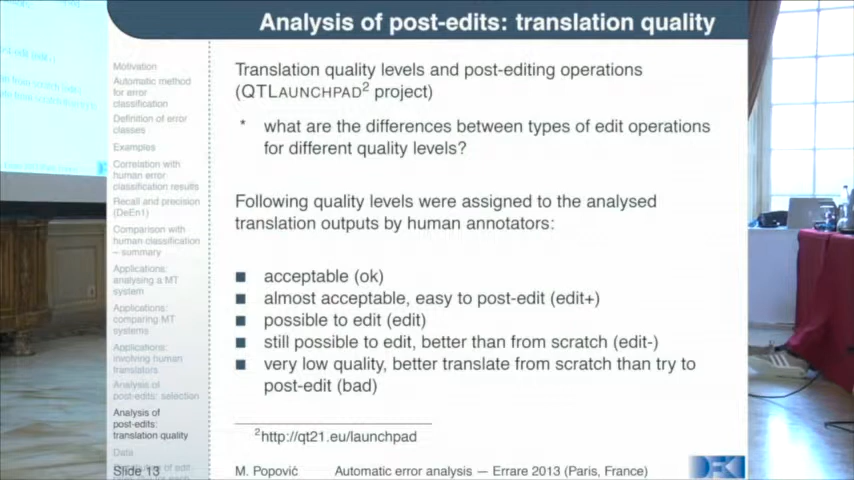 Analysis of post-edits: translation quality
Motivation
Automatic method
for error
classification
Definition of error
classes
Examples
Correlation with
human error
classification results
Recall and precision
(DeEn1)
Comparison with
human classification
– summary
Applications:
analysing a MT
system
Applications:
comparing MT
systems
Applications:
involving human
translators
Analysis of
post-edits: selection
Analysis of
post-edits:
translation quality
Data
Slide 13
Translation quality levels and post-editing operations
(QTLAUNCHPAD2 project)
* what are the differences between types of edit operations
for different quality levels?
Following quality levels were assigned to the analysed
translation outputs by human annotators:
■ acceptable (ok)
■ almost acceptable, easy to post-edit (edit+)
■ possible to edit (edit)
■ still possible to edit, better than from scratch (edit-)
■ very low quality, better translate from scratch than try to
post-edit (bad)
2http://qt21.eu/launchpad
M. Popović Automatic error analysis — Errare 2013 (Paris, France)
DFKI